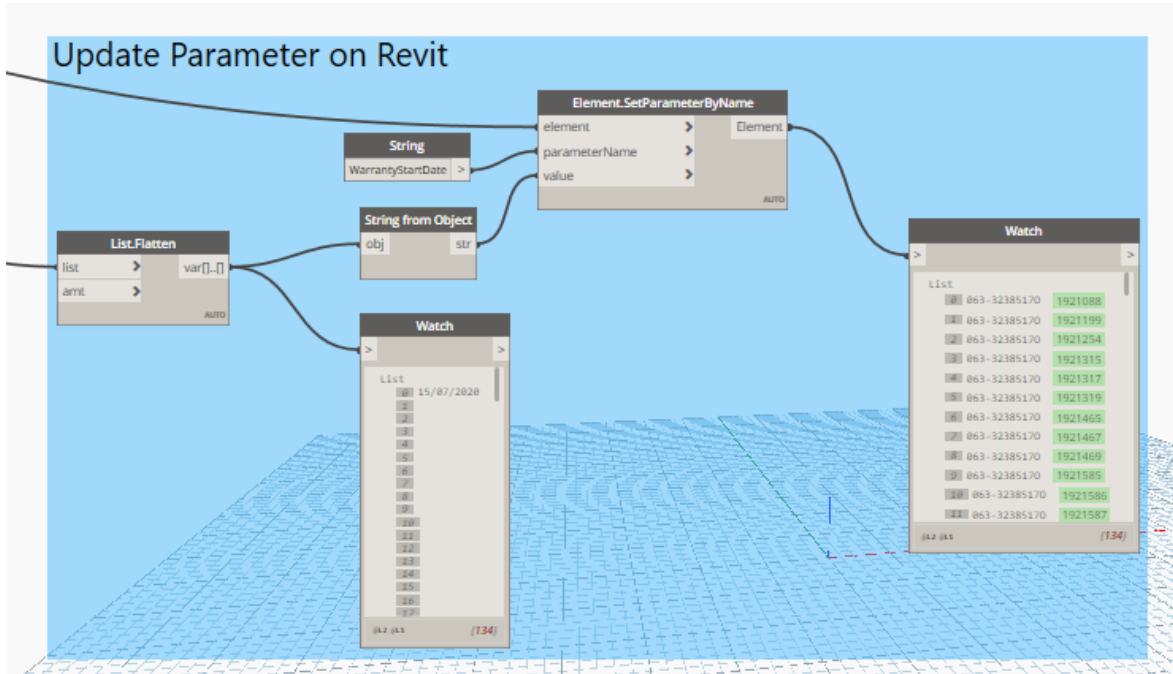 Update Parameter on Revit
Element.SetParameterByName
element > Element
parameterName >
value >
AUTO
String
WarrantyStartDate >
String from Object
obj str
List.Flatten
list > var[]..[]
amt >
AUTO
Watch
> >
List
0 15/07/2020
1
2
3
4
5
6
7
8
9
10
11
12
13
14
15
16
17
@L2 @L1 {134}
Watch
> >
List
0 063-32385170 1921088
1 063-32385170 1921199
2 063-32385170 1921254
3 063-32385170 1921315
4 063-32385170 1921317
5 063-32385170 1921319
6 063-32385170 1921465
7 063-32385170 1921467
8 063-32385170 1921469
9 063-32385170 1921585
10 063-32385170 1921586
11 063-32385170 1921587
@L2 @L1 {134}